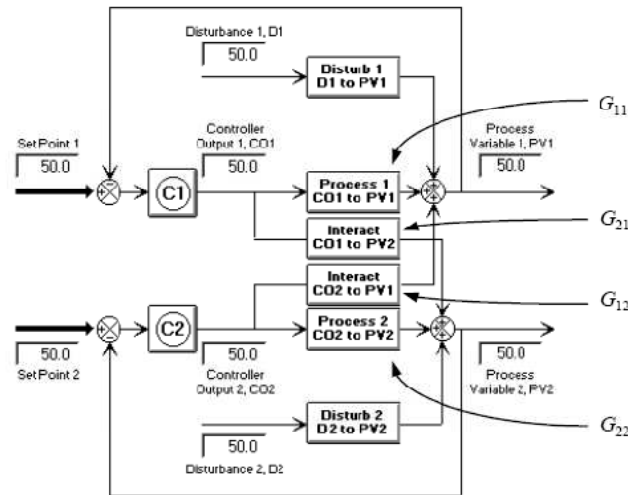 Disturbance 1, D1
50.0
Disturb 1
D1 to PV1
G11
Set Point 1
50.0
Controller
Output 1, CO1
50.0
Process
Variable 1, PV1
50.0
C1
Process 1
CO1 to PV1
G21
Interact
CO1 to PV2
Interact
CO2 to PV1
G12
C2
Process 2
CO2 to PV2
50.0
Set Point 2
50.0
Controller
Output 2, CO2
50.0
Process
Variable 2, PV2
G22
Disturb 2
D2 to PV2
50.0
Disturbance 2, D2